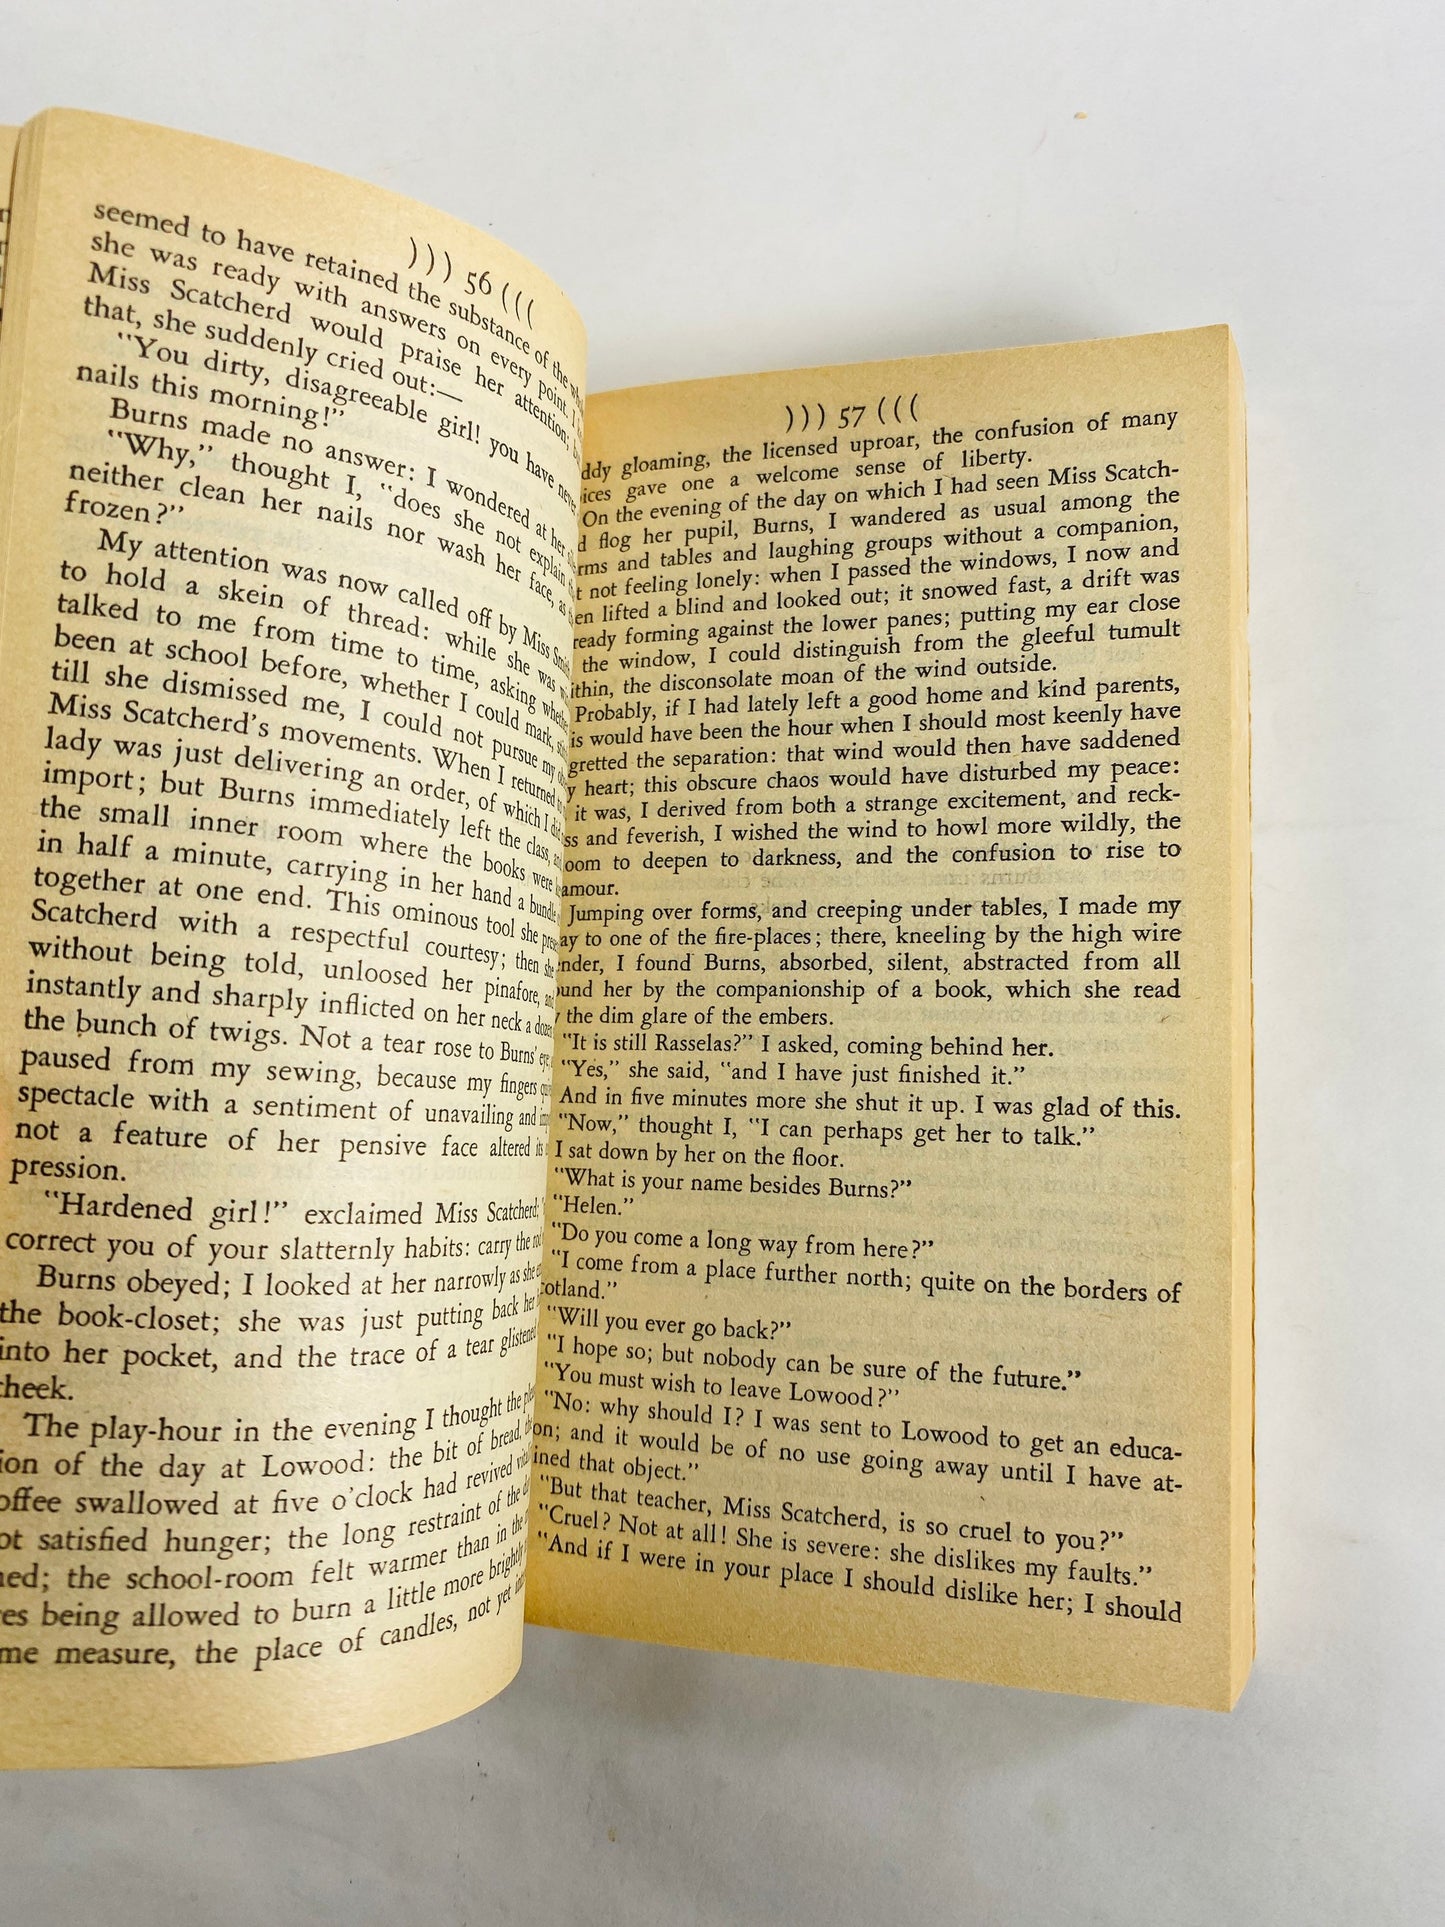 ))) 56 (((
seemed to have retained the substance of the
she was ready with answers on every point. I
Miss Scatcherd would praise her attention;
that, she suddenly cried out:—
"You dirty, disagreeable girl! you have never
nails this morning!"
Burns made no answer: I wondered at her
"Why," thought I, "does she not explain
neither clean her nails nor wash her face, as
frozen?"
My attention was now called off by Miss
to hold a skein of thread: while she was
talked to me from time to time, asking
been at school before, whether I could mark,
till she dismissed me, I could not pursue my
Miss Scatcherd's movements. When I returned
lady was just delivering an order, of which I did
import; but Burns immediately left the class,
the small inner room where the books were
in half a minute, carrying in her hand a bundle
together at one end. This ominous tool she
Scatcherd with a respectful courtesy; then she
without being told, unloosed her pinafore,
instantly and sharply inflicted on her neck a
the bunch of twigs. Not a tear rose to Burns'
paused from my sewing, because my fingers
spectacle with a sentiment of unavailing and
not a feature of her pensive face altered its
pression.
"Hardened girl!" exclaimed Miss Scatcherd;
correct you of your slatternly habits: carry the
Burns obeyed; I looked at her narrowly as she
the book-closet; she was just putting back her
into her pocket, and the trace of a tear glistened
cheek.
The play-hour in the evening I thought the
ion of the day at Lowood: the bit of bread,
offee swallowed at five o'clock had revived
ot satisfied hunger; the long restraint of the
ned; the school-room felt warmer than in the
es being allowed to burn a little more brightly
me measure, the place of candles, not yet
))) 57 (((
ddy gloaming, the licensed uproar, the confusion of many
ices gave one a welcome sense of liberty.
On the evening of the day on which I had seen Miss Scatch-
d flog her pupil, Burns, I wandered as usual among the
rms and tables and laughing groups without a companion,
t not feeling lonely: when I passed the windows, I now and
en lifted a blind and looked out; it snowed fast, a drift was
ready forming against the lower panes; putting my ear close
the window, I could distinguish from the gleeful tumult
ithin, the disconsolate moan of the wind outside.
Probably, if I had lately left a good home and kind parents,
is would have been the hour when I should most keenly have
gretted the separation: that wind would then have saddened
y heart; this obscure chaos would have disturbed my peace:
it was, I derived from both a strange excitement, and reck-
ss and feverish, I wished the wind to howl more wildly, the
oom to deepen to darkness, and the confusion to rise to
amour.
Jumping over forms, and creeping under tables, I made my
ay to one of the fire-places; there, kneeling by the high wire
nder, I found Burns, absorbed, silent, abstracted from all
ound her by the companionship of a book, which she read
y the dim glare of the embers.
"It is still Rasselas?" I asked, coming behind her.
"Yes," she said, "and I have just finished it."
And in five minutes more she shut it up. I was glad of this.
"Now," thought I, "I can perhaps get her to talk."
I sat down by her on the floor.
"What is your name besides Burns?"
"Helen."
"Do you come a long way from here?"
"I come from a place further north; quite on the borders of
cotland."
"Will you ever go back?"
"I hope so; but nobody can be sure of the future."
"You must wish to leave Lowood?"
"No: why should I? I was sent to Lowood to get an educa-
on; and it would be of no use going away until I have at-
ined that object."
"But that teacher, Miss Scatcherd, is so cruel to you?"
"Cruel? Not at all! She is severe: she dislikes my faults."
"And if I were in your place I should dislike her; I should